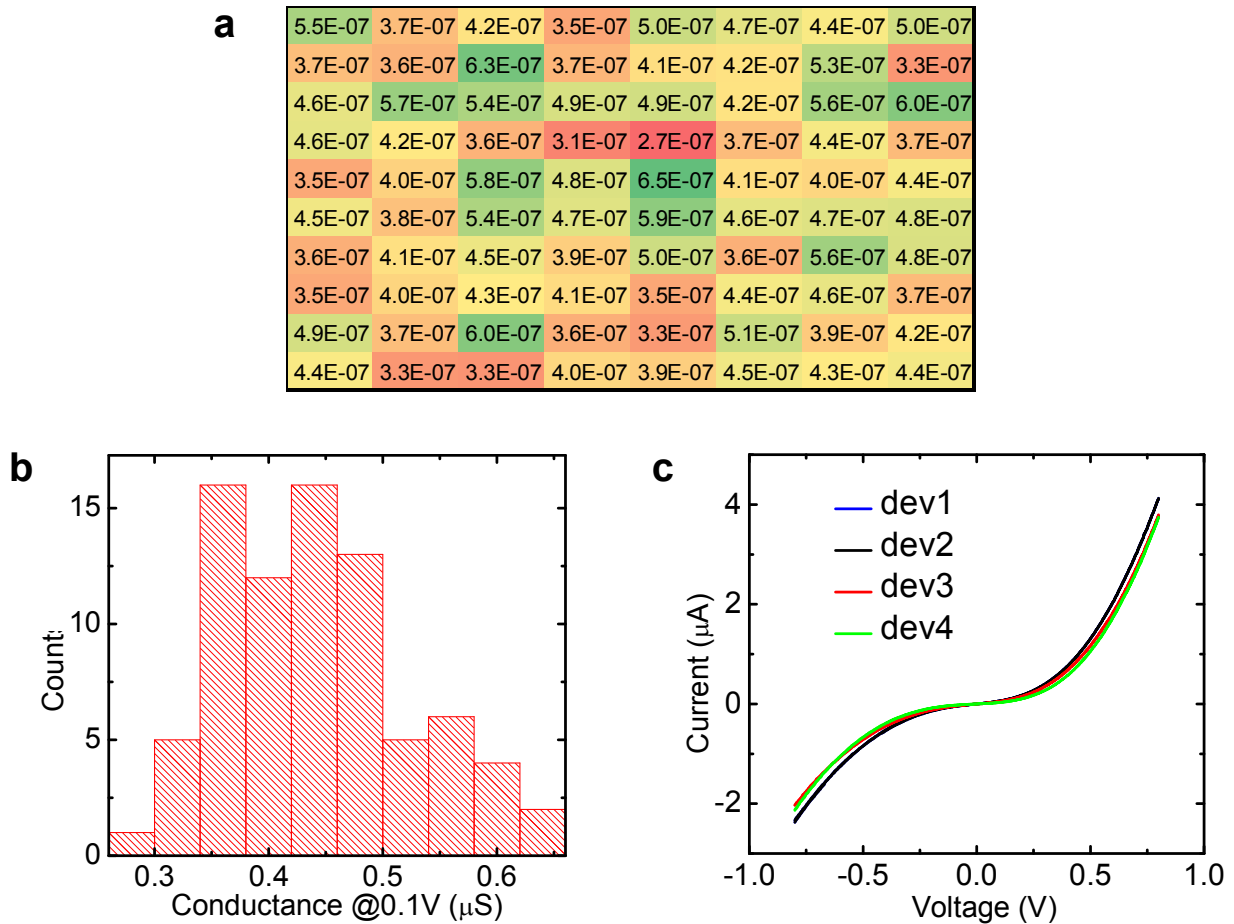 a
5.5E-07 3.7E-07 4.2E-07 3.5E-07 5.0E-07 4.7E-07 4.4E-07 5.0E-07
3.7E-07 3.6E-07 6.3E-07 3.7E-07 4.1E-07 4.2E-07 5.3E-07 3.3E-07
4.6E-07 5.7E-07 5.4E-07 4.9E-07 4.9E-07 4.2E-07 5.6E-07 6.0E-07
4.6E-07 4.2E-07 3.6E-07 3.1E-07 2.7E-07 3.7E-07 4.4E-07 3.7E-07
3.5E-07 4.0E-07 5.8E-07 4.8E-07 6.5E-07 4.1E-07 4.0E-07 4.4E-07
4.5E-07 3.8E-07 5.4E-07 4.7E-07 5.9E-07 4.6E-07 4.7E-07 4.8E-07
3.6E-07 4.1E-07 4.5E-07 3.9E-07 5.0E-07 3.6E-07 5.6E-07 4.8E-07
3.5E-07 4.0E-07 4.3E-07 4.1E-07 3.5E-07 4.4E-07 4.6E-07 3.7E-07
4.9E-07 3.7E-07 6.0E-07 3.6E-07 3.3E-07 5.1E-07 3.9E-07 4.2E-07
4.4E-07 3.3E-07 3.3E-07 4.0E-07 3.9E-07 4.5E-07 4.3E-07 4.4E-07
b
Count
15
10
5
0
0.3 0.4 0.5 0.6
Conductance @0.1V (μS)
c
Current (μA)
4
2
0
-2
dev1
dev2
dev3
dev4
-1.0 -0.5 0.0 0.5 1.0
Voltage (V)